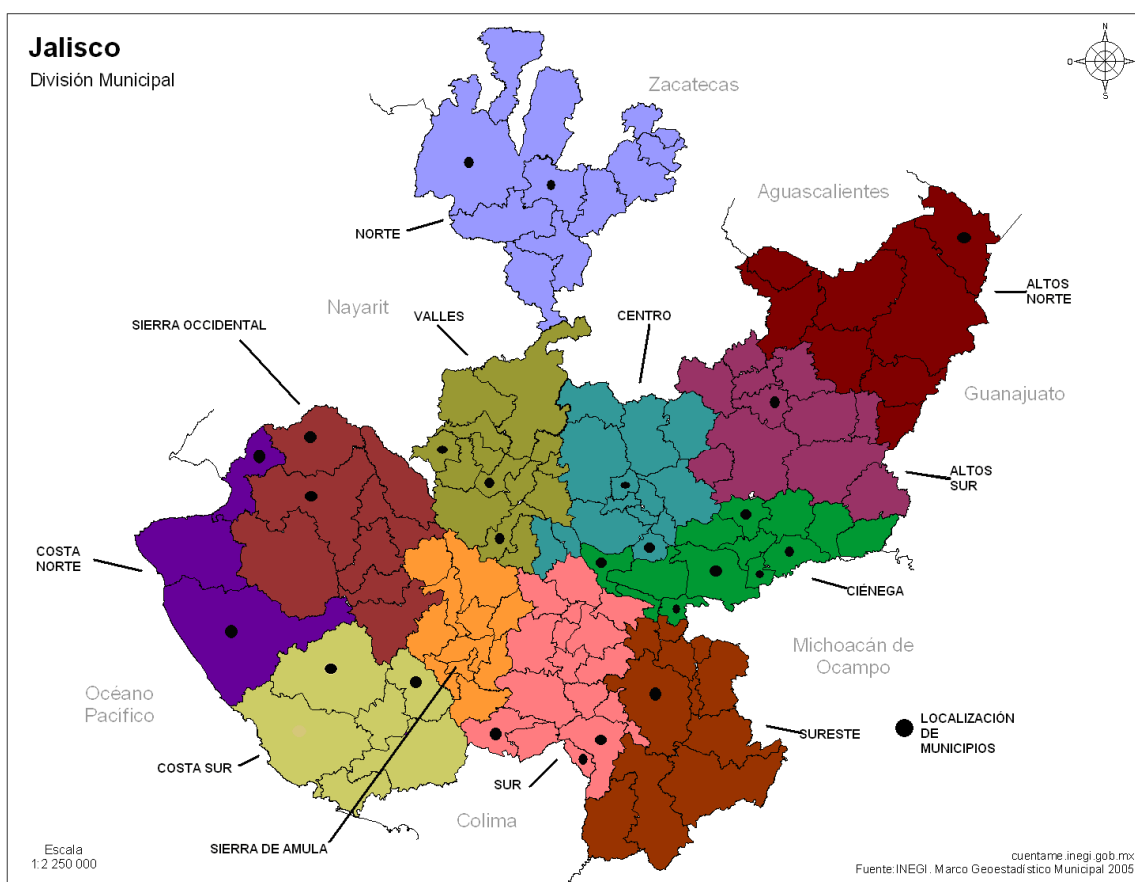 Jalisco
División Municipal
N
O
E
S
Zacatecas
Aguascalientes
NORTE
ALTOS
NORTE
Nayarit
VALLES
CENTRO
SIERRA OCCIDENTAL
Guanajuato
ALTOS
SUR
COSTA
NORTE
CIÉNEGA
Michoacán de
Ocampo
Océano
Pacifico
LOCALIZACIÓN
DE
MUNICIPIOS
SURESTE
COSTA SUR
SUR
Colima
SIERRA DE AMULA
Escala
1:2 250 000
cuentame.inegi.gob.mx
Fuente:INEGI. Marco Geoestadístico Municipal 2005